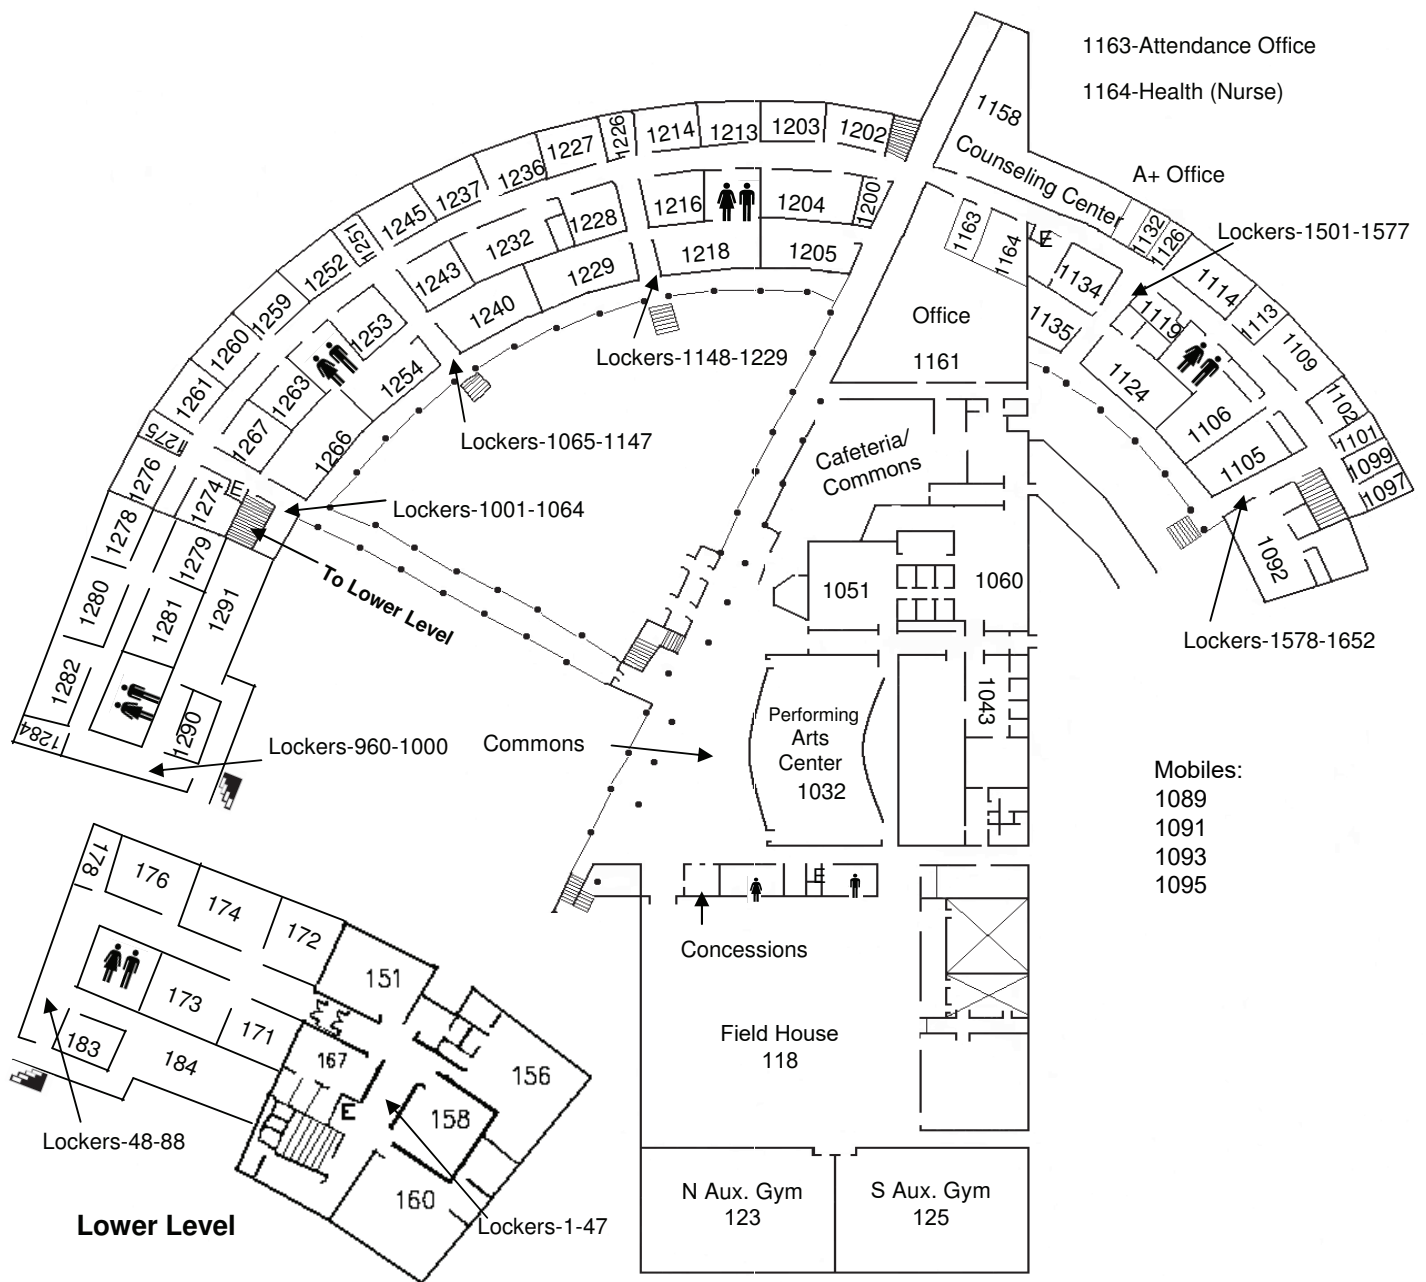 1163-Attendance Office
1164-Health (Nurse)
1158
Counseling Center
A+ Office
1132
1126
Lockers-1501-1577
1163
1164
E
1134
1135
1114
1113
1119
1109
1124
1106
1105
1102
1101
1099
1097
1092
Lockers-1578-1652
Office
1161
1202
1203
1213
1214
1226
1227
1236
1237
1245
1251
1252
1259
1260
1261
1275
1276
1278
1280
1282
1284
1200
1204
1205
1216
1218
1228
1229
1232
1240
1243
1253
1254
1263
1266
1267
1274
E
1279
1281
1291
1290
Lockers-1148-1229
Lockers-1065-1147
Lockers-1001-1064
To Lower Level
Lockers-960-1000
Cafeteria/
Commons
1051
1060
1043
Commons
Performing
Arts
Center
1032
Mobiles:
1089
1091
1093
1095
E
Concessions
Field House
118
N Aux. Gym
123
S Aux. Gym
125
178
176
174
172
151
173
171
183
184
167
E
156
158
160
Lockers-48-88
Lockers-1-47
Lower Level